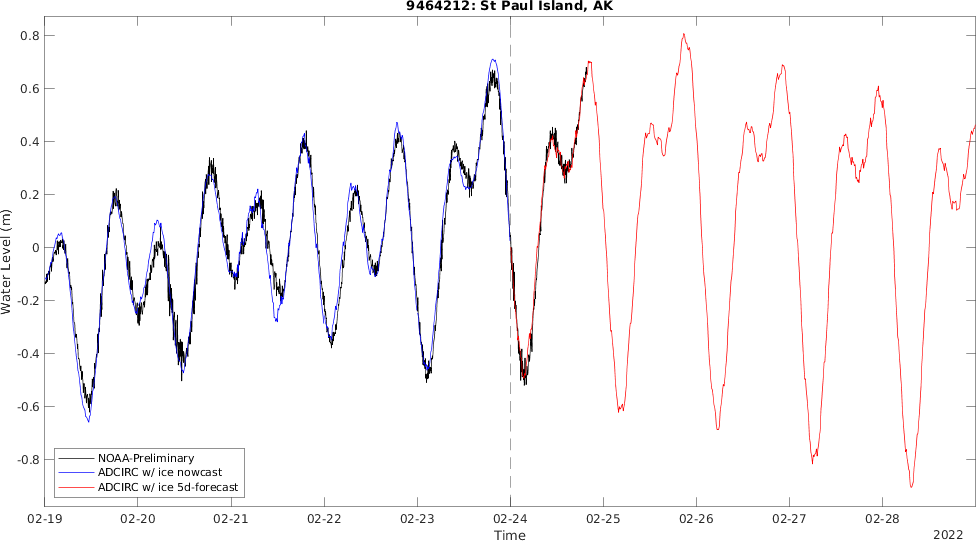 9464212: St Paul Island, AK
Water Level (m)
0.8
0.6
0.4
0.2
0
-0.2
-0.4
-0.6
-0.8
NOAA-Preliminary
ADCIRC w/ ice nowcast
ADCIRC w/ ice 5d-forecast
02-19 02-20 02-21 02-22 02-23 02-24 02-25 02-26 02-27 02-28
Time
2022